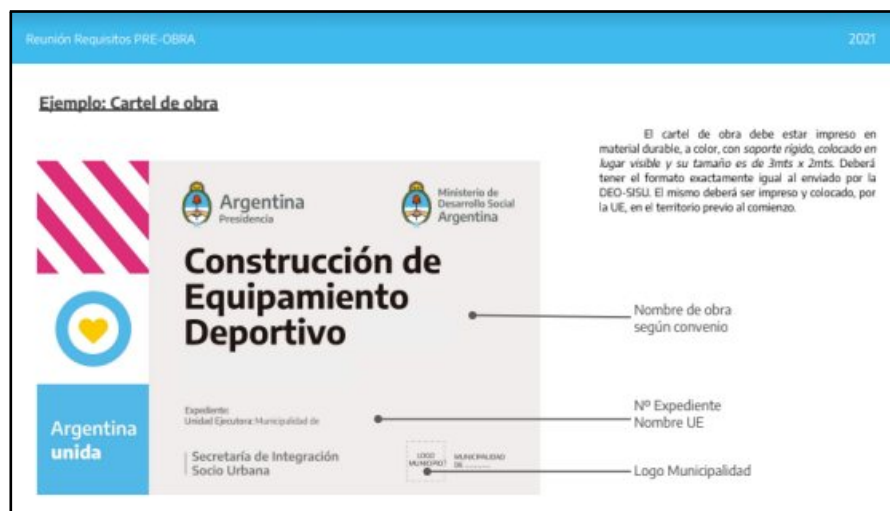 Reunión Requisitos PRE-OBRA
2021
Ejemplo: Cartel de obra
El cartel de obra debe estar impreso en
material durable, a color, con soporte rígido, colocado en
lugar visible y su tamaño es de 3mts x 2mts. Deberá
tener el formato exactamente igual al enviado por la
DEO-SISU. El mismo deberá ser impreso y colocado, por
la UE, en el territorio previo al comienzo.
Argentina
Presidencia
Ministerio de
Desarrollo Social
Argentina
Construcción de
Equipamiento
Deportivo
Nombre de obra
según convenio
Expediente:
Unidad Ejecutora: Municipalidad de
Nº Expediente
Nombre UE
Argentina
unida
Secretaría de Integración
Socio Urbana
LOGO
MUNICIPIO
MUNICIPALIDAD
DE ..........
Logo Municipalidad